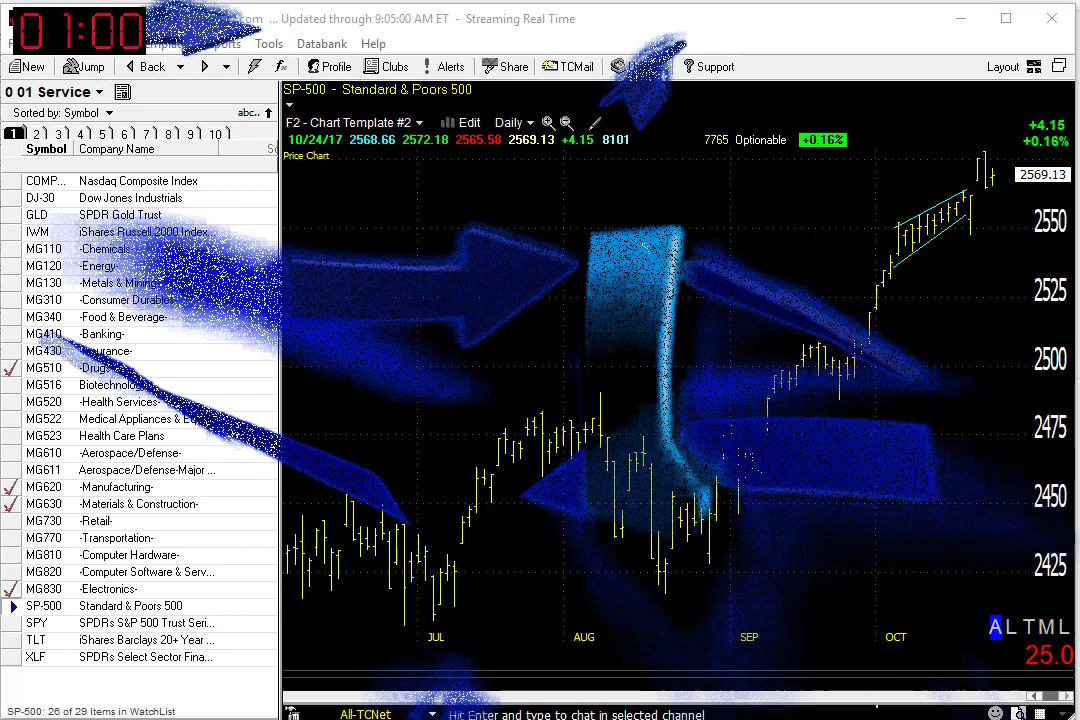 01:00
.com ... Updated through 9:05:00 AM ET - Streaming Real Time
Tools Databank Help
New Jump Back Profile Clubs Alerts Share TCMail Support Layout
0 01 Service
Sorted by: Symbol abc..
1 2 3 4 5 6 7 8 9 10
Symbol Company Name Sc
COMP... Nasdaq Composite Index
DJ-30 Dow Jones Industrials
GLD SPDR Gold Trust
IWM iShares Russell 2000 Index...
MG110 -Chemicals-
MG120 -Energy-
MG130 -Metals & Mining-
MG310 -Consumer Durables-
MG340 -Food & Beverage-
MG410 -Banking-
MG430 -Insurance-
MG510 -Drugs-
MG516 Biotechnology
MG520 -Health Services-
MG522 Medical Appliances &
MG523 Health Care Plans
MG610 -Aerospace/Defense-
MG611 Aerospace/Defense-Major ...
MG620 -Manufacturing-
MG630 -Materials & Construction-
MG730 -Retail-
MG770 -Transportation-
MG810 -Computer Hardware-
MG820 -Computer Software & Serv...
MG830 -Electronics-
SP-500 Standard & Poors 500
SPY SPDRs S&P 500 Trust Seri...
TLT iShares Barclays 20+ Year ...
XLF SPDRs Select Sector Fina...
SP-500: 26 of 29 Items in WatchList
SP-500 - Standard & Poors 500
F2 - Chart Template #2 Edit Daily
10/24/17 2568.66 2572.18 2565.58 2569.13 +4.15 8101 7765 Optionable +0.16%
Price Chart
+4.15
+0.16%
2569.13
2550
2525
2500
2475
2450
2425
JUL AUG SEP OCT
A L T M L
25.0
All-TCNet Hit Enter and type to chat in selected channel